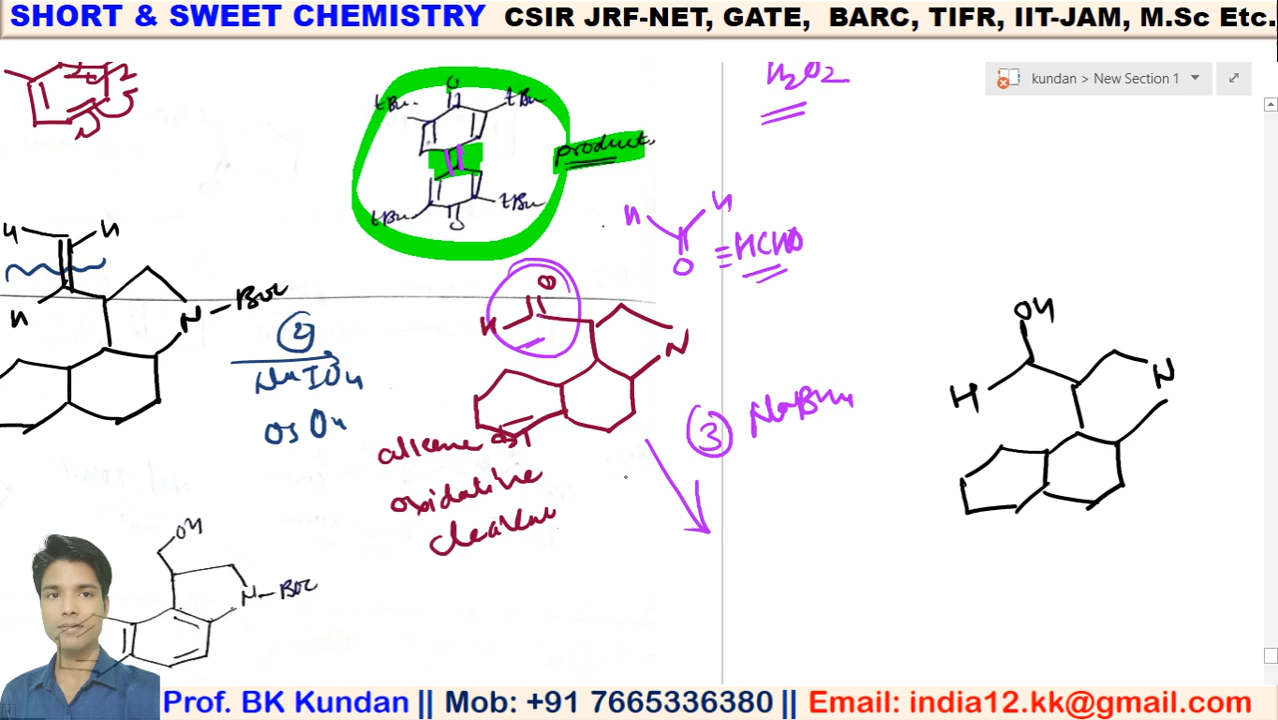 SHORT & SWEET CHEMISTRY CSIR JRF-NET, GATE, BARC, TIFR, IIT-JAM, M.Sc Etc.
H2O2
kundan > New Section 1
O
tBu
tBu
product.
tBu
tBu
O
H
H
O
≡HCHO
H
H
H
N-BOC
②
NaIO4
OsO4
O
H
N
alkene
oxidative
③ NaBH4
OH
H
N
OH
N-BOC
Prof. BK Kundan || Mob: +91 7665336380 || Email: india12.kk@gmail.com